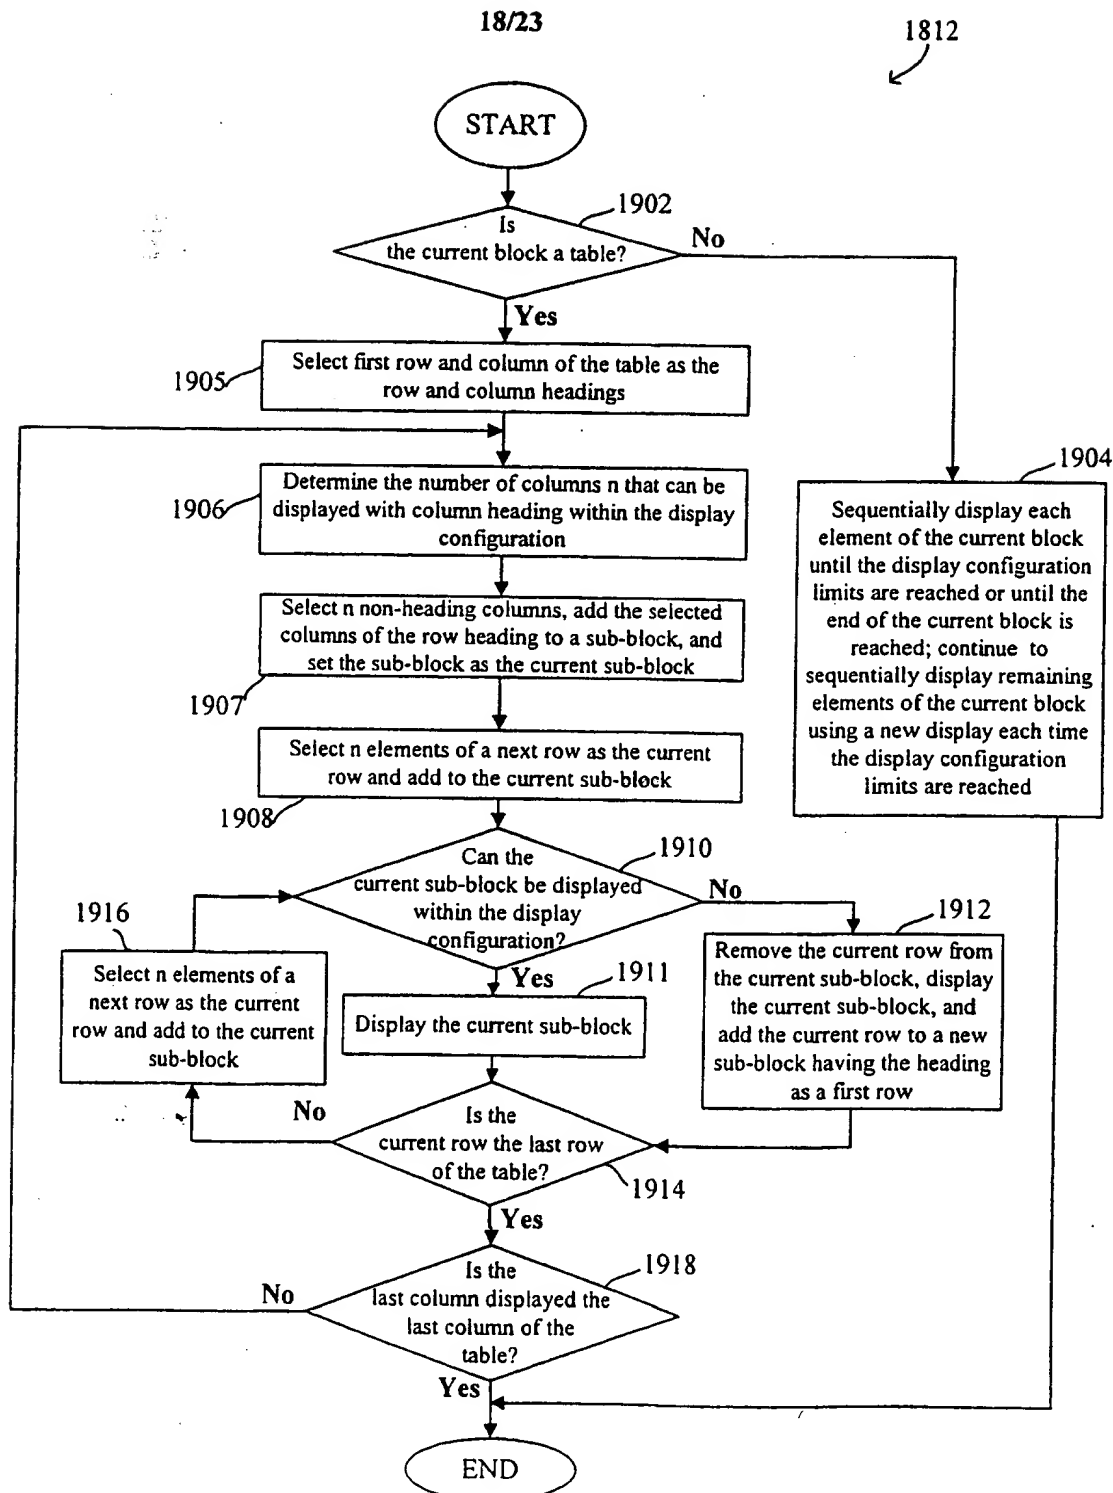 18/23
1812
START
1902
Is
the current block a table?
No
Yes
1905
Select first row and column of the table as the
row and column headings
1904
Sequentially display each
element of the current block
until the display configuration
limits are reached or until the
end of the current block is
reached; continue to
sequentially display remaining
elements of the current block
using a new display each time
the display configuration
limits are reached
1906
Determine the number of columns n that can be
displayed with column heading within the display
configuration
Select n non-heading columns, add the selected
columns of the row heading to a sub-block, and
set the sub-block as the current sub-block
1907
Select n elements of a next row as the current
row and add to the current sub-block
1908
1910
Can the
current sub-block be displayed
within the display
configuration?
No
Yes
1916
Select n elements of a
next row as the current
row and add to the current
sub-block
1911
Display the current sub-block
1912
Remove the current row from
the current sub-block, display
the current sub-block, and
add the current row to a new
sub-block having the heading
as a first row
No
Is the
current row the last row
of the table?
1914
Yes
1918
No
Is the
last column displayed the
last column of the
table?
Yes
END